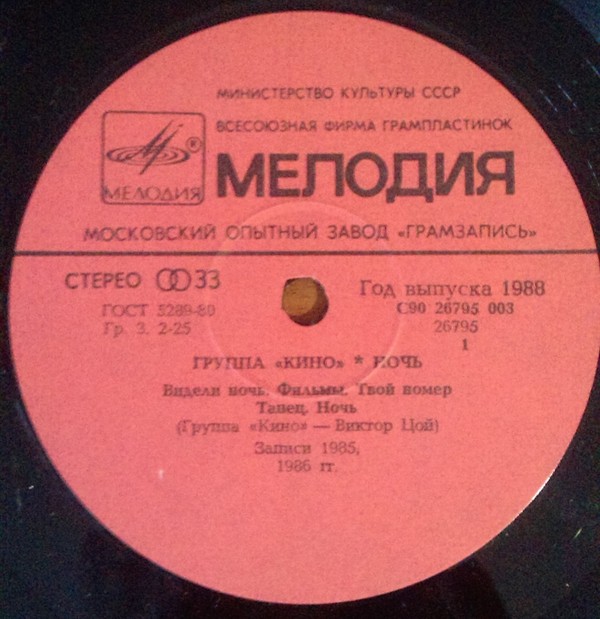 МИНИСТЕРСТВО КУЛЬТУРЫ СССР
ВСЕСОЮЗНАЯ ФИРМА ГРАМПЛАСТИНОК
®
МЕЛОДИЯ
МЕЛОДИЯ
МОСКОВСКИЙ ОПЫТНЫЙ ЗАВОД «ГРАМЗАПИСЬ»
СТЕРЕО 33
Год выпуска 1988
ГОСТ 5289-80
С90 26795 003
Гр. 3. 2-25
26795
1
ГРУППА «КИНО» * НОЧЬ
Видели ночь. Фильмы. Твой номер
Танец. Ночь
(Группа «Кино» — Виктор Цой)
Записи 1985,
1986 гг.